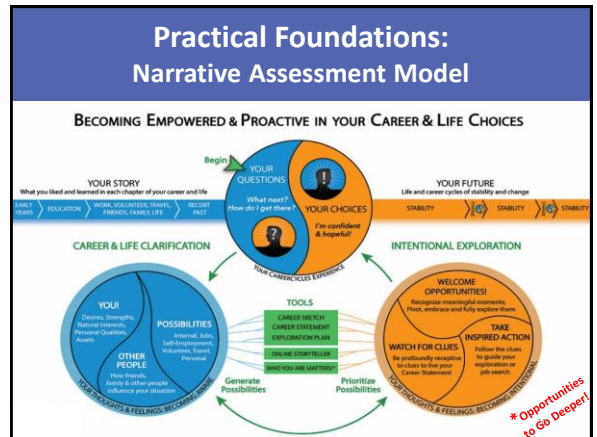 Practical Foundations:
Narrative Assessment Model
BECOMING EMPOWERED & PROACTIVE IN YOUR CAREER & LIFE CHOICES
Begin
YOUR
QUESTIONS
What next?
How do I get there?
YOUR CHOICES
I'm confident
& hopeful!
YOUR CAREERCYCLES EXPERIENCE
YOUR STORY
What you liked and learned in each chapter of your career and life
EARLY
YEARS
EDUCATION
WORK, VOLUNTEER, TRAVEL,
FRIENDS, FAMILY, LIFE
RECENT
PAST
YOUR FUTURE
Life and career cycles of stability and change
STABILITY
STABILITY
STABILITY
CAREER & LIFE CLARIFICATION
INTENTIONAL EXPLORATION
YOU!
Desires, Strengths,
Natural Interests,
Personal Qualities,
Assets
POSSIBILITIES
Internal, Jobs,
Self-Employment,
Volunteer, Travel,
Personal
OTHER
PEOPLE
How friends,
family & other people
influence your situation
YOUR THOUGHTS & FEELINGS: BECOMING AWARE
TOOLS
CAREER SKETCH
CAREER STATEMENT
EXPLORATION PLAN
ONLINE STORYTELLER
WHO YOU ARE MATTERS!*
Generate
Possibilities
Prioritize
Possibilities
WELCOME
OPPORTUNITIES!
Recognize meaningful moments;
Pivot, embrace and fully explore them
WATCH FOR CLUES
Be profoundly receptive
to clues to live your
Career Statement
TAKE
INSPIRED ACTION
Follow the clues
to guide your
exploration or
job search
YOUR THOUGHTS & FEELINGS: BECOMING INTENTIONAL
* Opportunities
to Go Deeper!